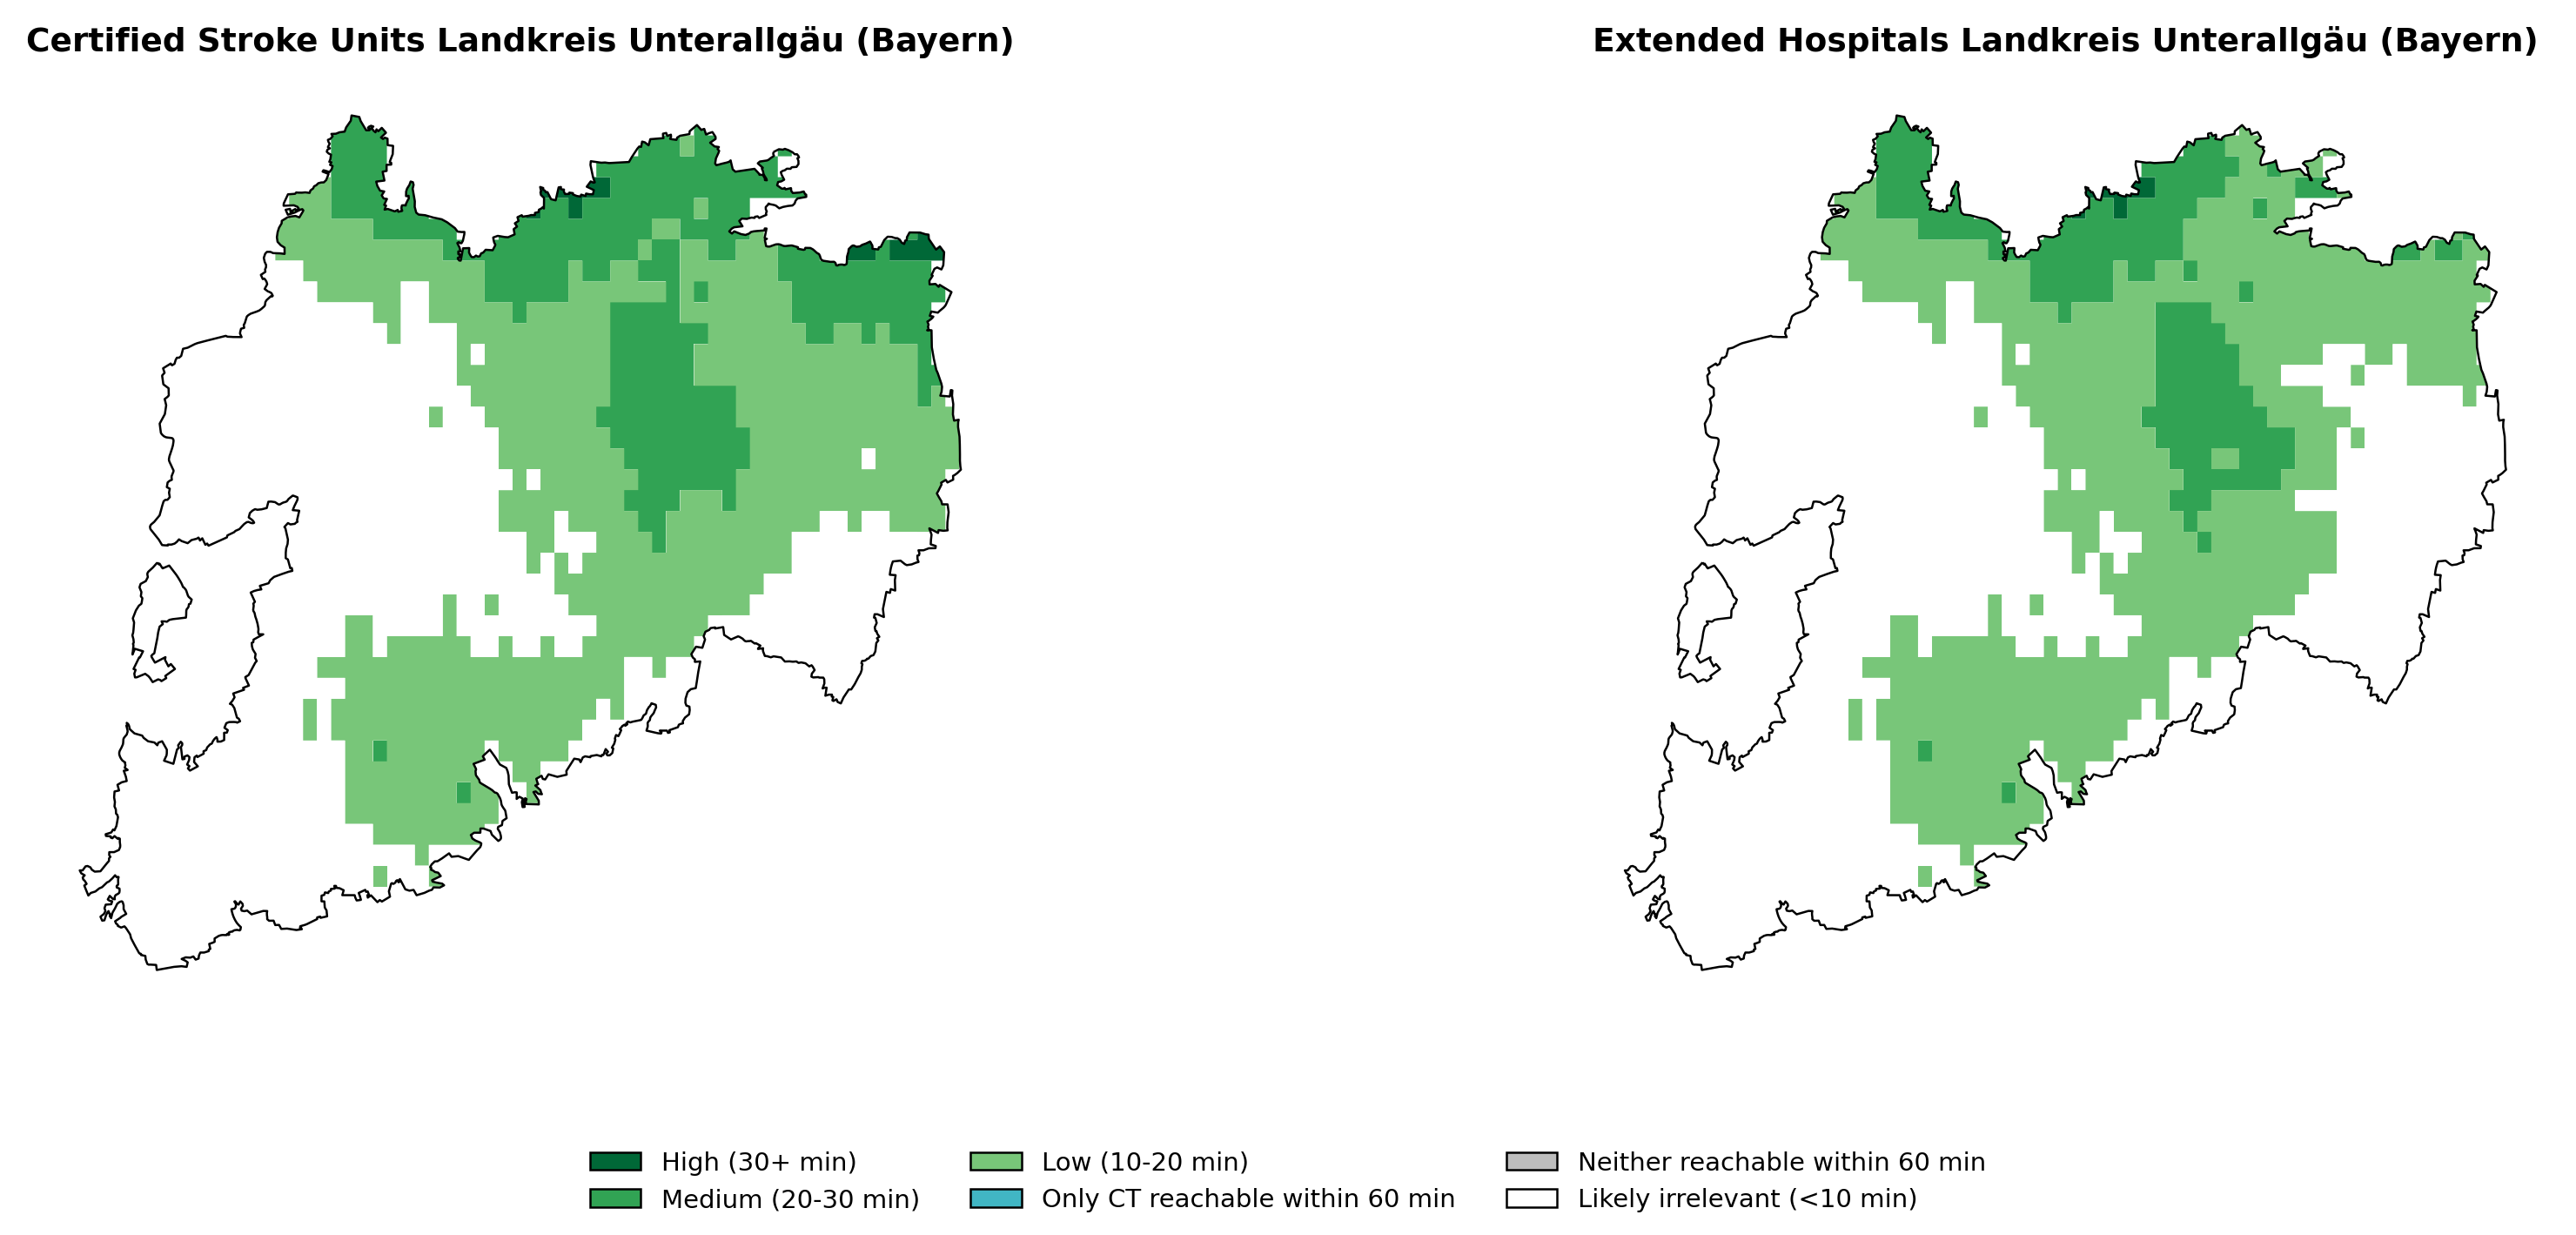 Certified Stroke Units Landkreis Unterallgäu (Bayern)
Extended Hospitals Landkreis Unterallgäu (Bayern)
High (30+ min)
Medium (20-30 min)
Low (10-20 min)
Only CT reachable within 60 min
Neither reachable within 60 min
Likely irrelevant (<10 min)